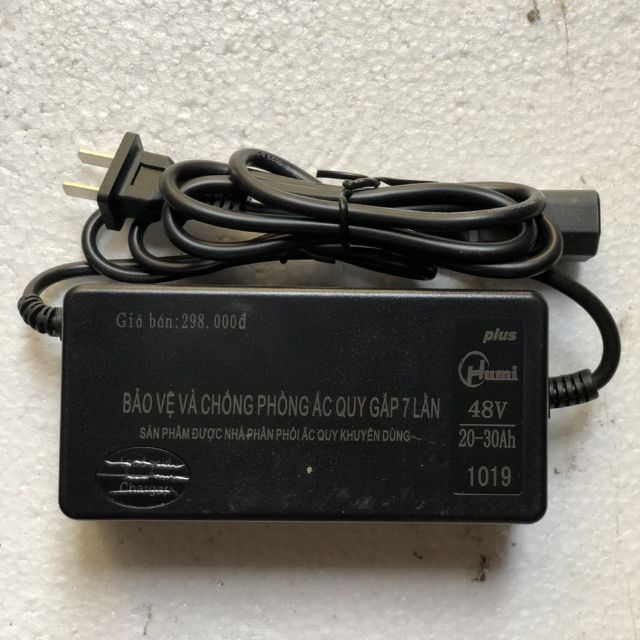 Giá bán:298.000đ
BẢO VỆ VÀ CHỐNG PHỒNG ẮC QUY GẤP 7 LẦN
SẢN PHẨM ĐƯỢC NHÀ PHÂN PHỐI ẮC QUY KHUYÊN DÙNG
plus
Humi
48V
20-30Ah
1019
Charger